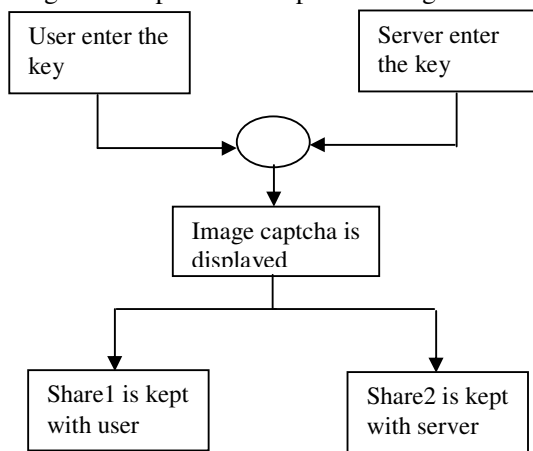 User enter the
key
Server enter
the key
Image captcha is
displayed
Share1 is kept
with user
Share2 is kept
with server